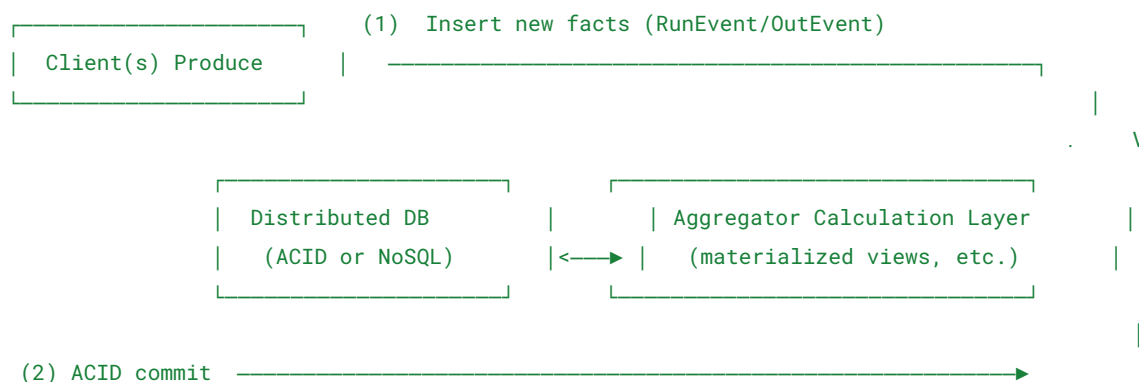 (1) Insert new facts (RunEvent/OutEvent)
Client(s) Produce
V
Distributed DB Aggregator Calculation Layer
(ACID or NoSQL) <——► (materialized views, etc.)
(2) ACID commit